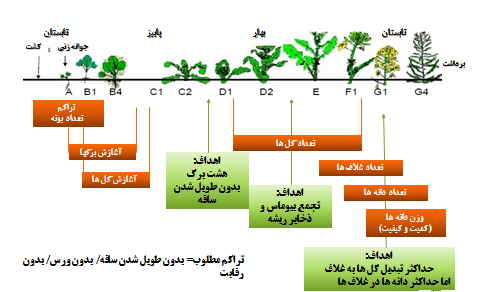 تابستان
پاییز
بهار
تابستان
کشت
جوانه زنی
برداشت
A B1 B4 C1 C2 D1 D2 E F1 G1 G4
تراکم
تعداد بوته
آغازش برگها
آغازش گل ها
تعداد گل ها
تعداد غلاف ها
تعداد دانه ها
وزن دانه ها
(کمیت و کیفیت)
اهداف:
هشت برگ
بدون طویل شدن
ساقه
اهداف:
تجمع بیوماس و
ذخایر ریشه
اهداف:
حداکثر تبدیل گل ها به غلاف
اما حداکثر دانه ها در غلاف ها
تراکم مطلوب= بدون طویل شدن ساقه/ بدون ورس/ بدون
رقابت